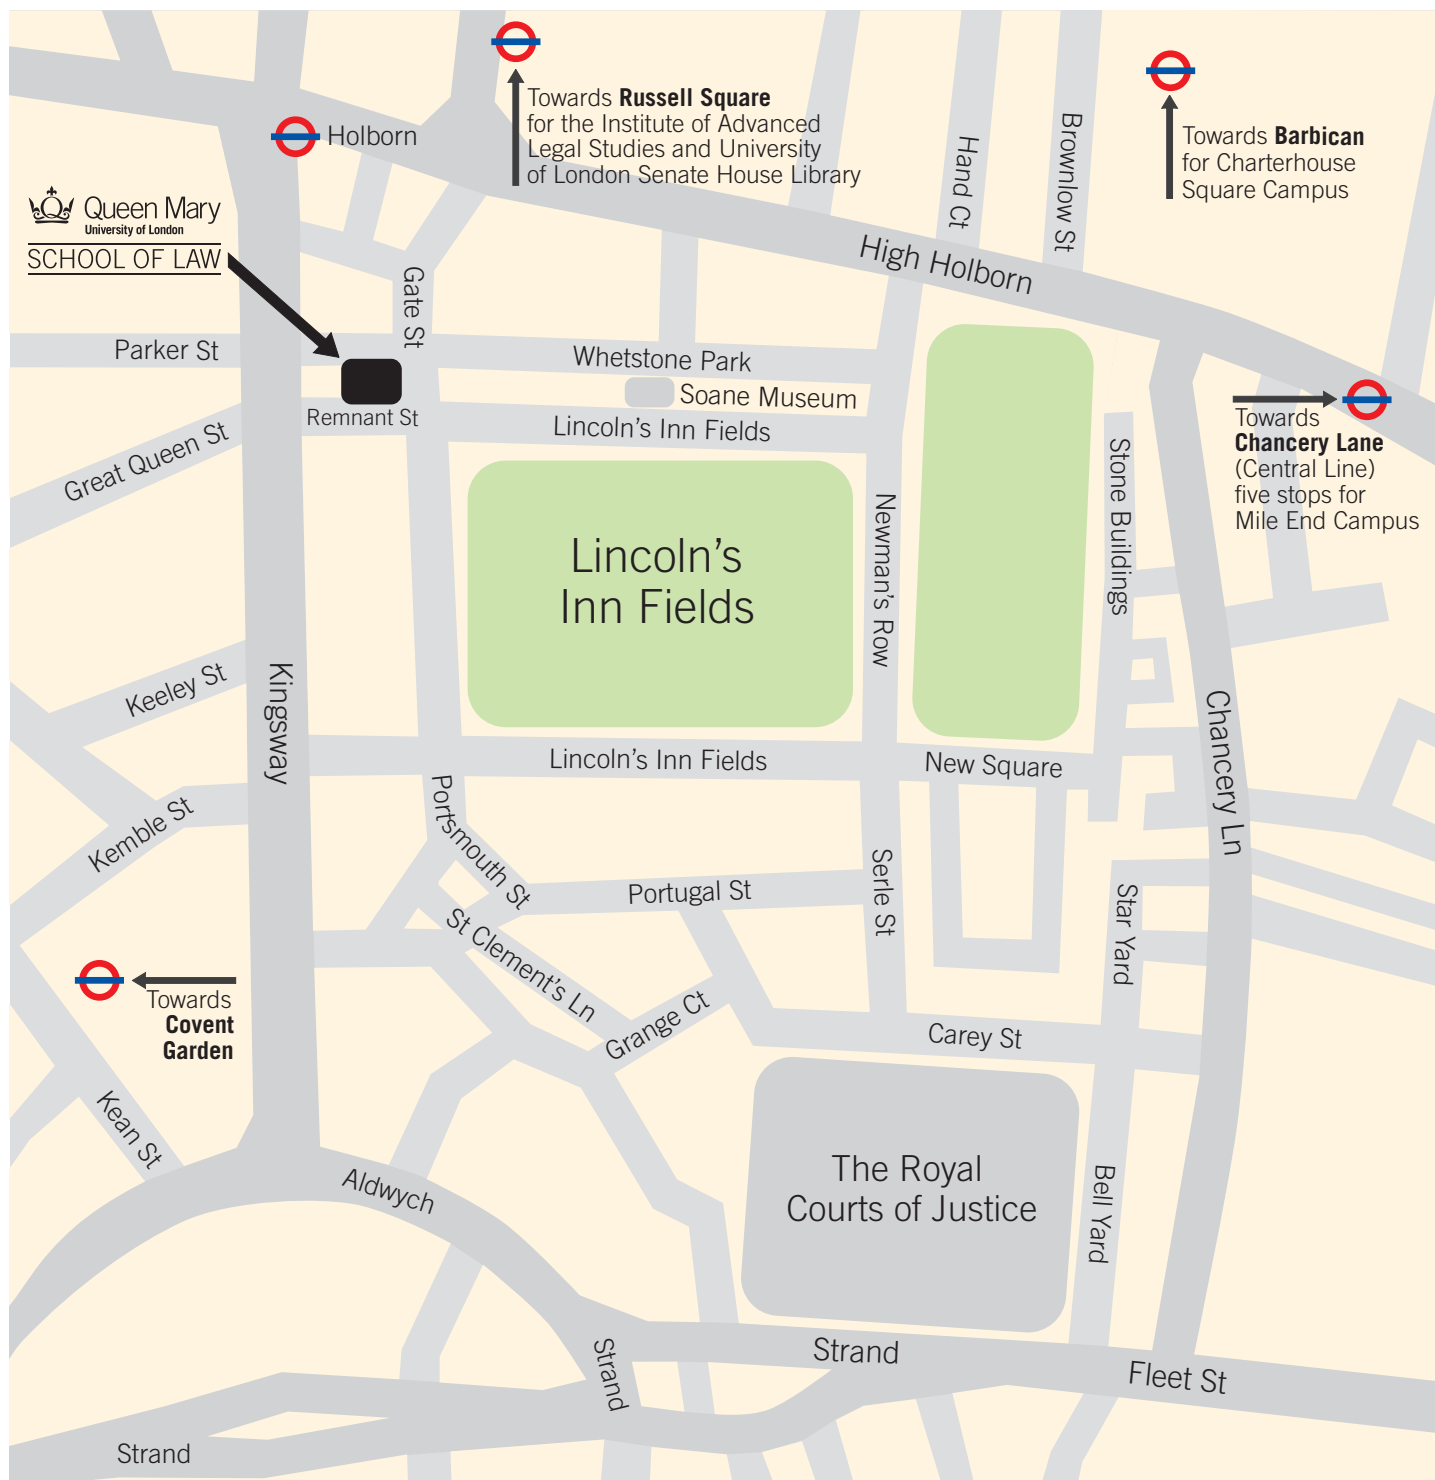 Towards Russell Square
for the Institute of Advanced
Legal Studies and University
of London Senate House Library
Towards Barbican
for Charterhouse
Square Campus
Holborn
Hand Ct
Brownlow St
Queen Mary
University of London
SCHOOL OF LAW
High Holborn
Gate St
Parker St
Whetstone Park
Soane Museum
Remnant St
Lincoln's Inn Fields
Great Queen St
Towards
Chancery Lane
(Central Line)
five stops for
Mile End Campus
Stone Buildings
Newman's Row
Lincoln's
Inn Fields
Keeley St
Kingsway
Chancery Ln
Lincoln's Inn Fields
New Square
Kemble St
Portsmouth St
Portugal St
Serle St
Star Yard
St Clement's Ln
Grange Ct
Carey St
Towards
Covent
Garden
Kean St
Aldwych
The Royal
Courts of Justice
Bell Yard
Strand
Strand
Fleet St
Strand